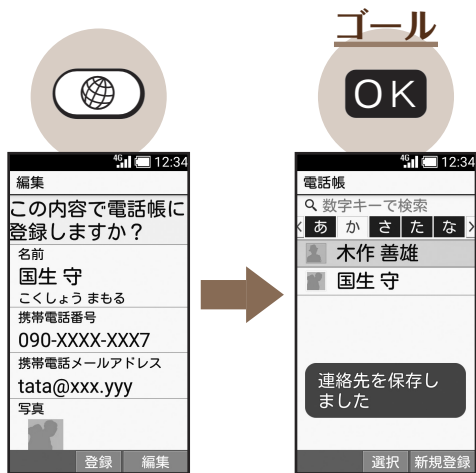 ゴール
OK
4G 12:34
編集
この内容で電話帳に
登録しますか？
名前
国生 守
こくしょう まもる
携帯電話番号
090-XXXX-XXX7
携帯電話メールアドレス
tata@xxx.yyy
写真
登録 編集
4G 12:34
電話帳
数字キーで検索
あ か さ た な
木作 善雄
国生 守
連絡先を保存し
ました
選択 新規登録